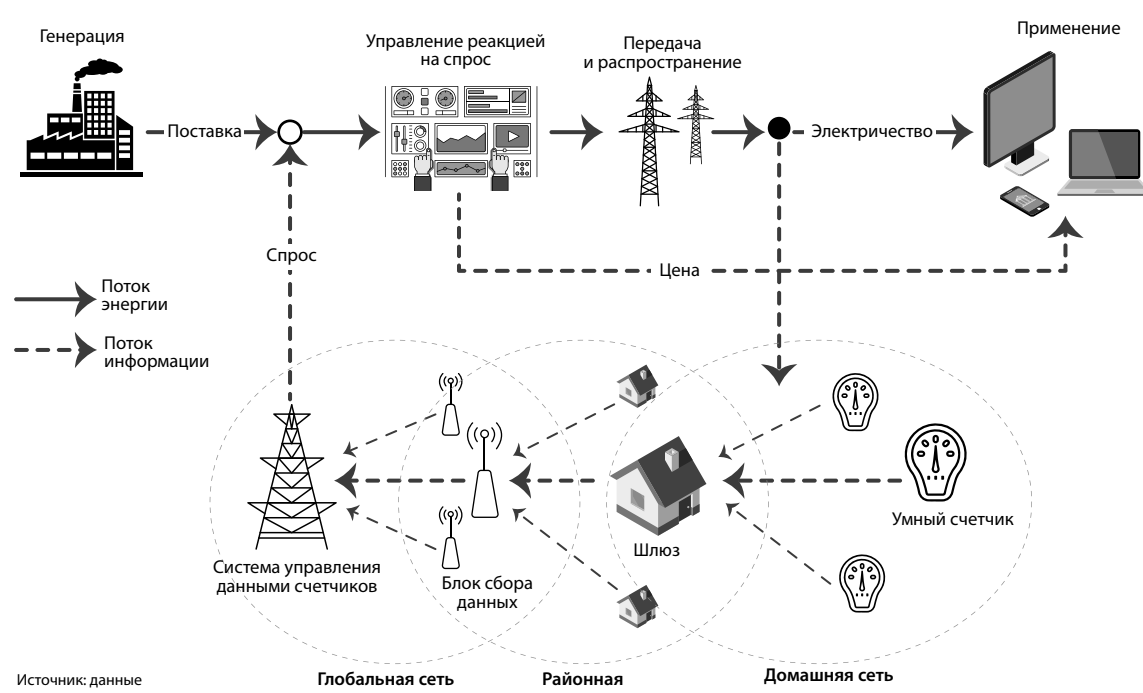 Генерация
Управление реакцией
на спрос
Передача
и распространение
Применение
Поставка
Электричество
Спрос
Цена
Поток
энергии
Поток
информации
Умный счетчик
Шлюз
Система управления
данными счетчиков
Блок сбора
данных
Источник: данные
Глобальная сеть
Районная
Домашняя сеть